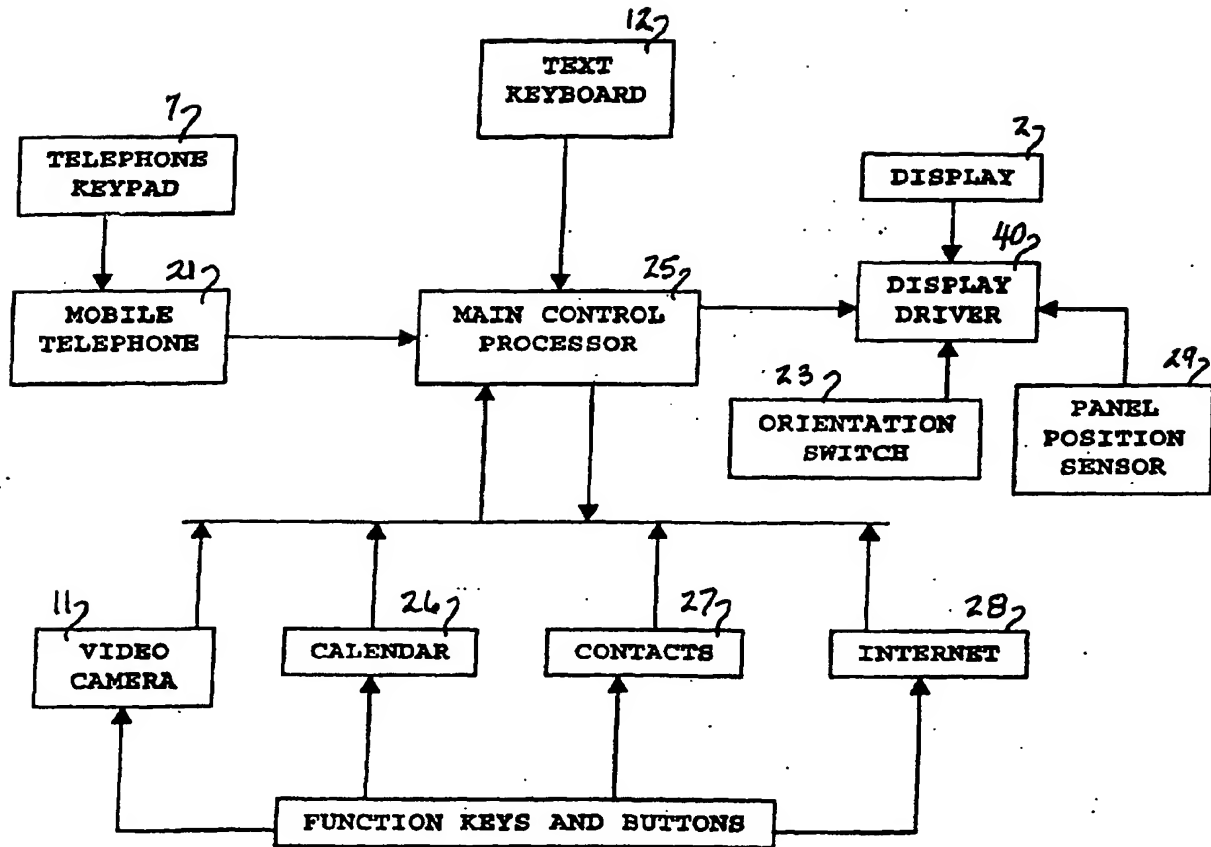 12
TEXT
KEYBOARD
7
TELEPHONE
KEYPAD
2
DISPLAY
21
MOBILE
TELEPHONE
25
MAIN CONTROL
PROCESSOR
40
DISPLAY
DRIVER
23
ORIENTATION
SWITCH
29
PANEL
POSITION
SENSOR
11
VIDEO
CAMERA
26
CALENDAR
27
CONTACTS
28
INTERNET
FUNCTION KEYS AND BUTTONS